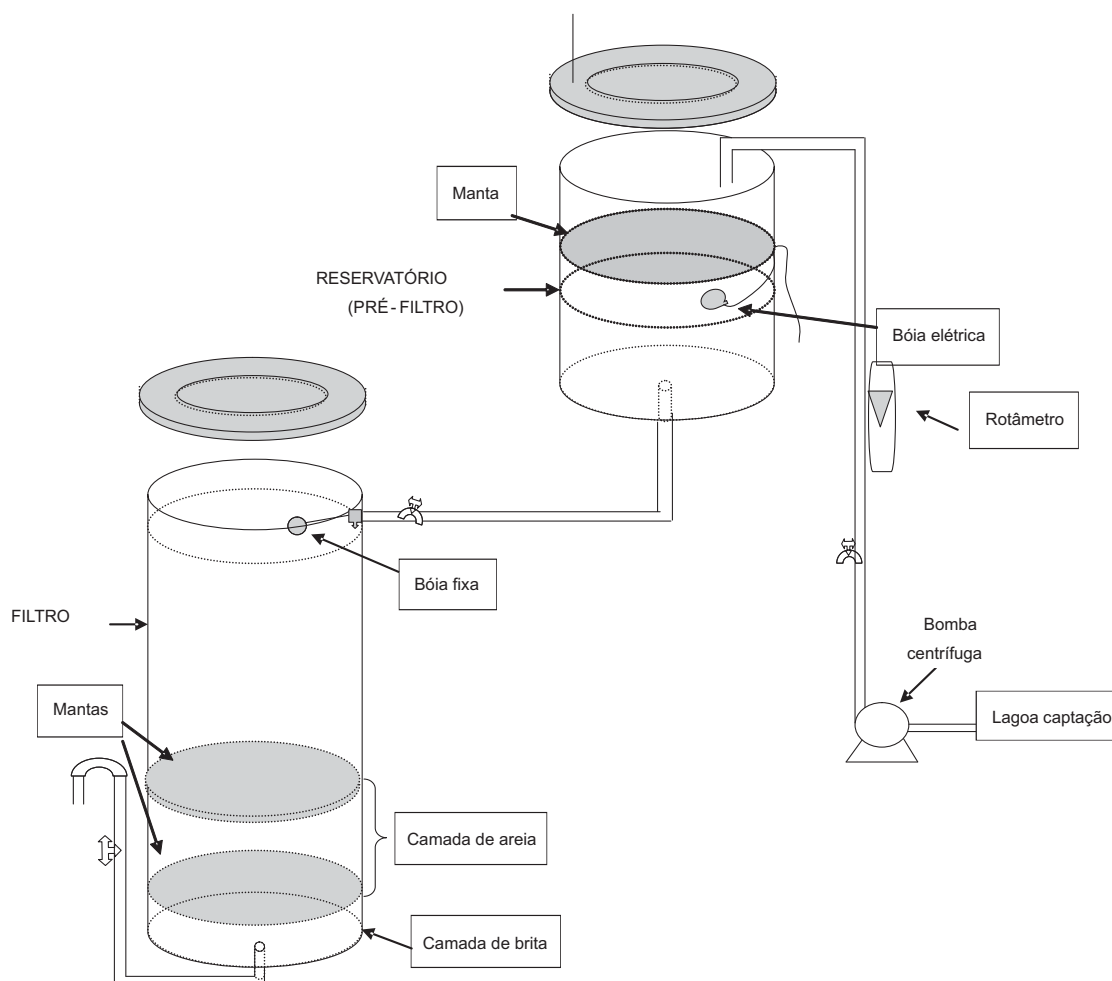 Manta
RESERVATÓRIO
(PRÉ - FILTRO)
Bóia elétrica
Rotâmetro
Bóia fixa
FILTRO
Bomba
centrífuga
Mantas
Lagoa captação
Camada de areia
Camada de brita